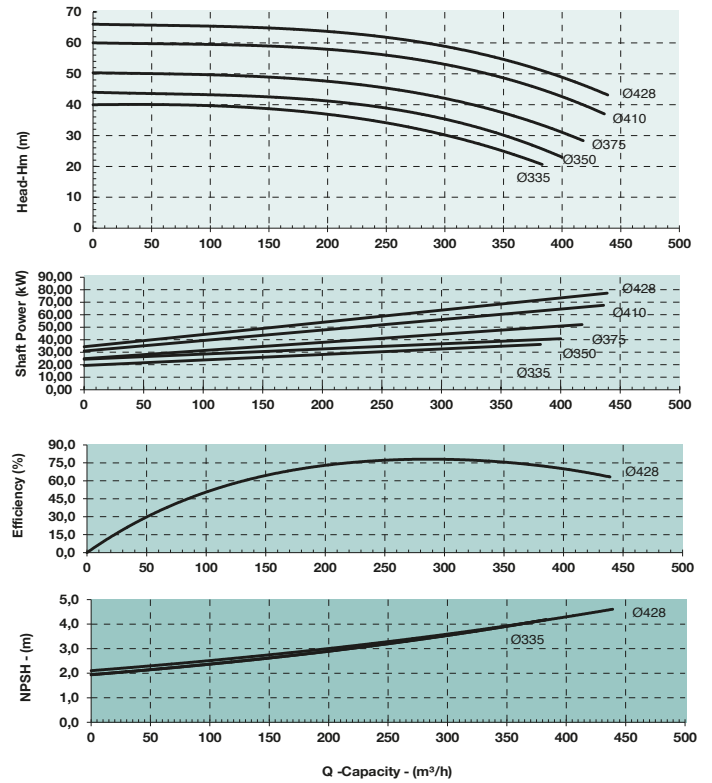 Head-Hm (m)
70
60
50
40
30
20
10
0
0 50 100 150 200 250 300 350 400 450 500
Ø428
Ø410
Ø375
Ø350
Ø335
Shaft Power (kW)
90,00
80,00
70,00
60,00
50,00
40,00
30,00
20,00
10,00
0,00
0 50 100 150 200 250 300 350 400 450 500
Ø428
Ø410
Ø375
Ø350
Ø335
Efficiency (%)
90,0
75,0
60,0
45,0
30,0
15,0
0,0
0 50 100 150 200 250 300 350 400 450 500
Ø428
NPSH - (m)
5,0
4,0
3,0
2,0
1,0
0,0
0 50 100 150 200 250 300 350 400 450 500
Ø428
Ø335
Q -Capacity - (m³/h)